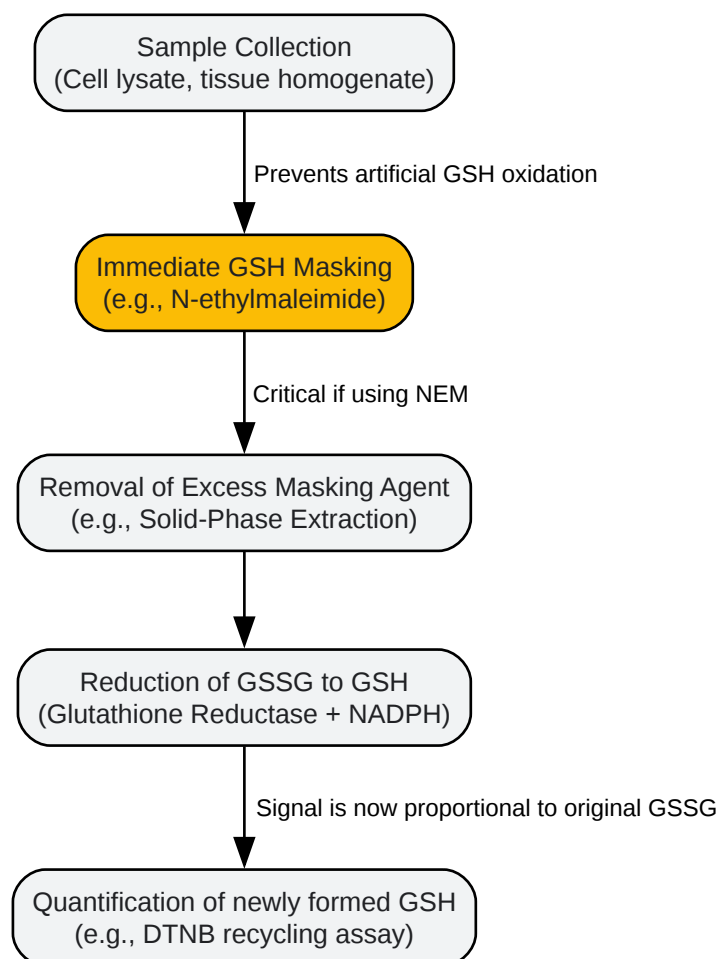 Sample Collection
(Cell lysate, tissue homogenate)
Prevents artificial GSH oxidation
Immediate GSH Masking
(e.g., N-ethylmaleimide)
Critical if using NEM
Removal of Excess Masking Agent
(e.g., Solid-Phase Extraction)
Reduction of GSSG to GSH
(Glutathione Reductase + NADPH)
Signal is now proportional to original GSSG
Quantification of newly formed GSH
(e.g., DTNB recycling assay)